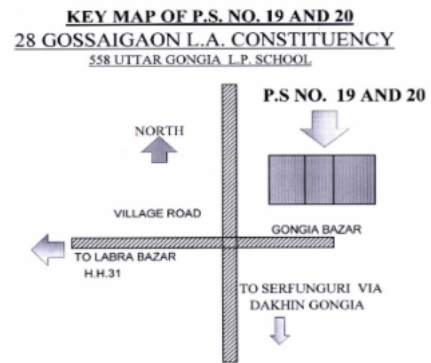 KEY MAP OF P.S. NO. 19 AND 20
28 GOSSAIGAON L.A. CONSTITUENCY
558 UTTAR GONGIA L.P. SCHOOL
P.S NO. 19 AND 20
NORTH
VILLAGE ROAD
GONGIA BAZAR
TO LABRA BAZAR
H.H.31
TO SERFUNGURI VIA
DAKHIN GONGIA